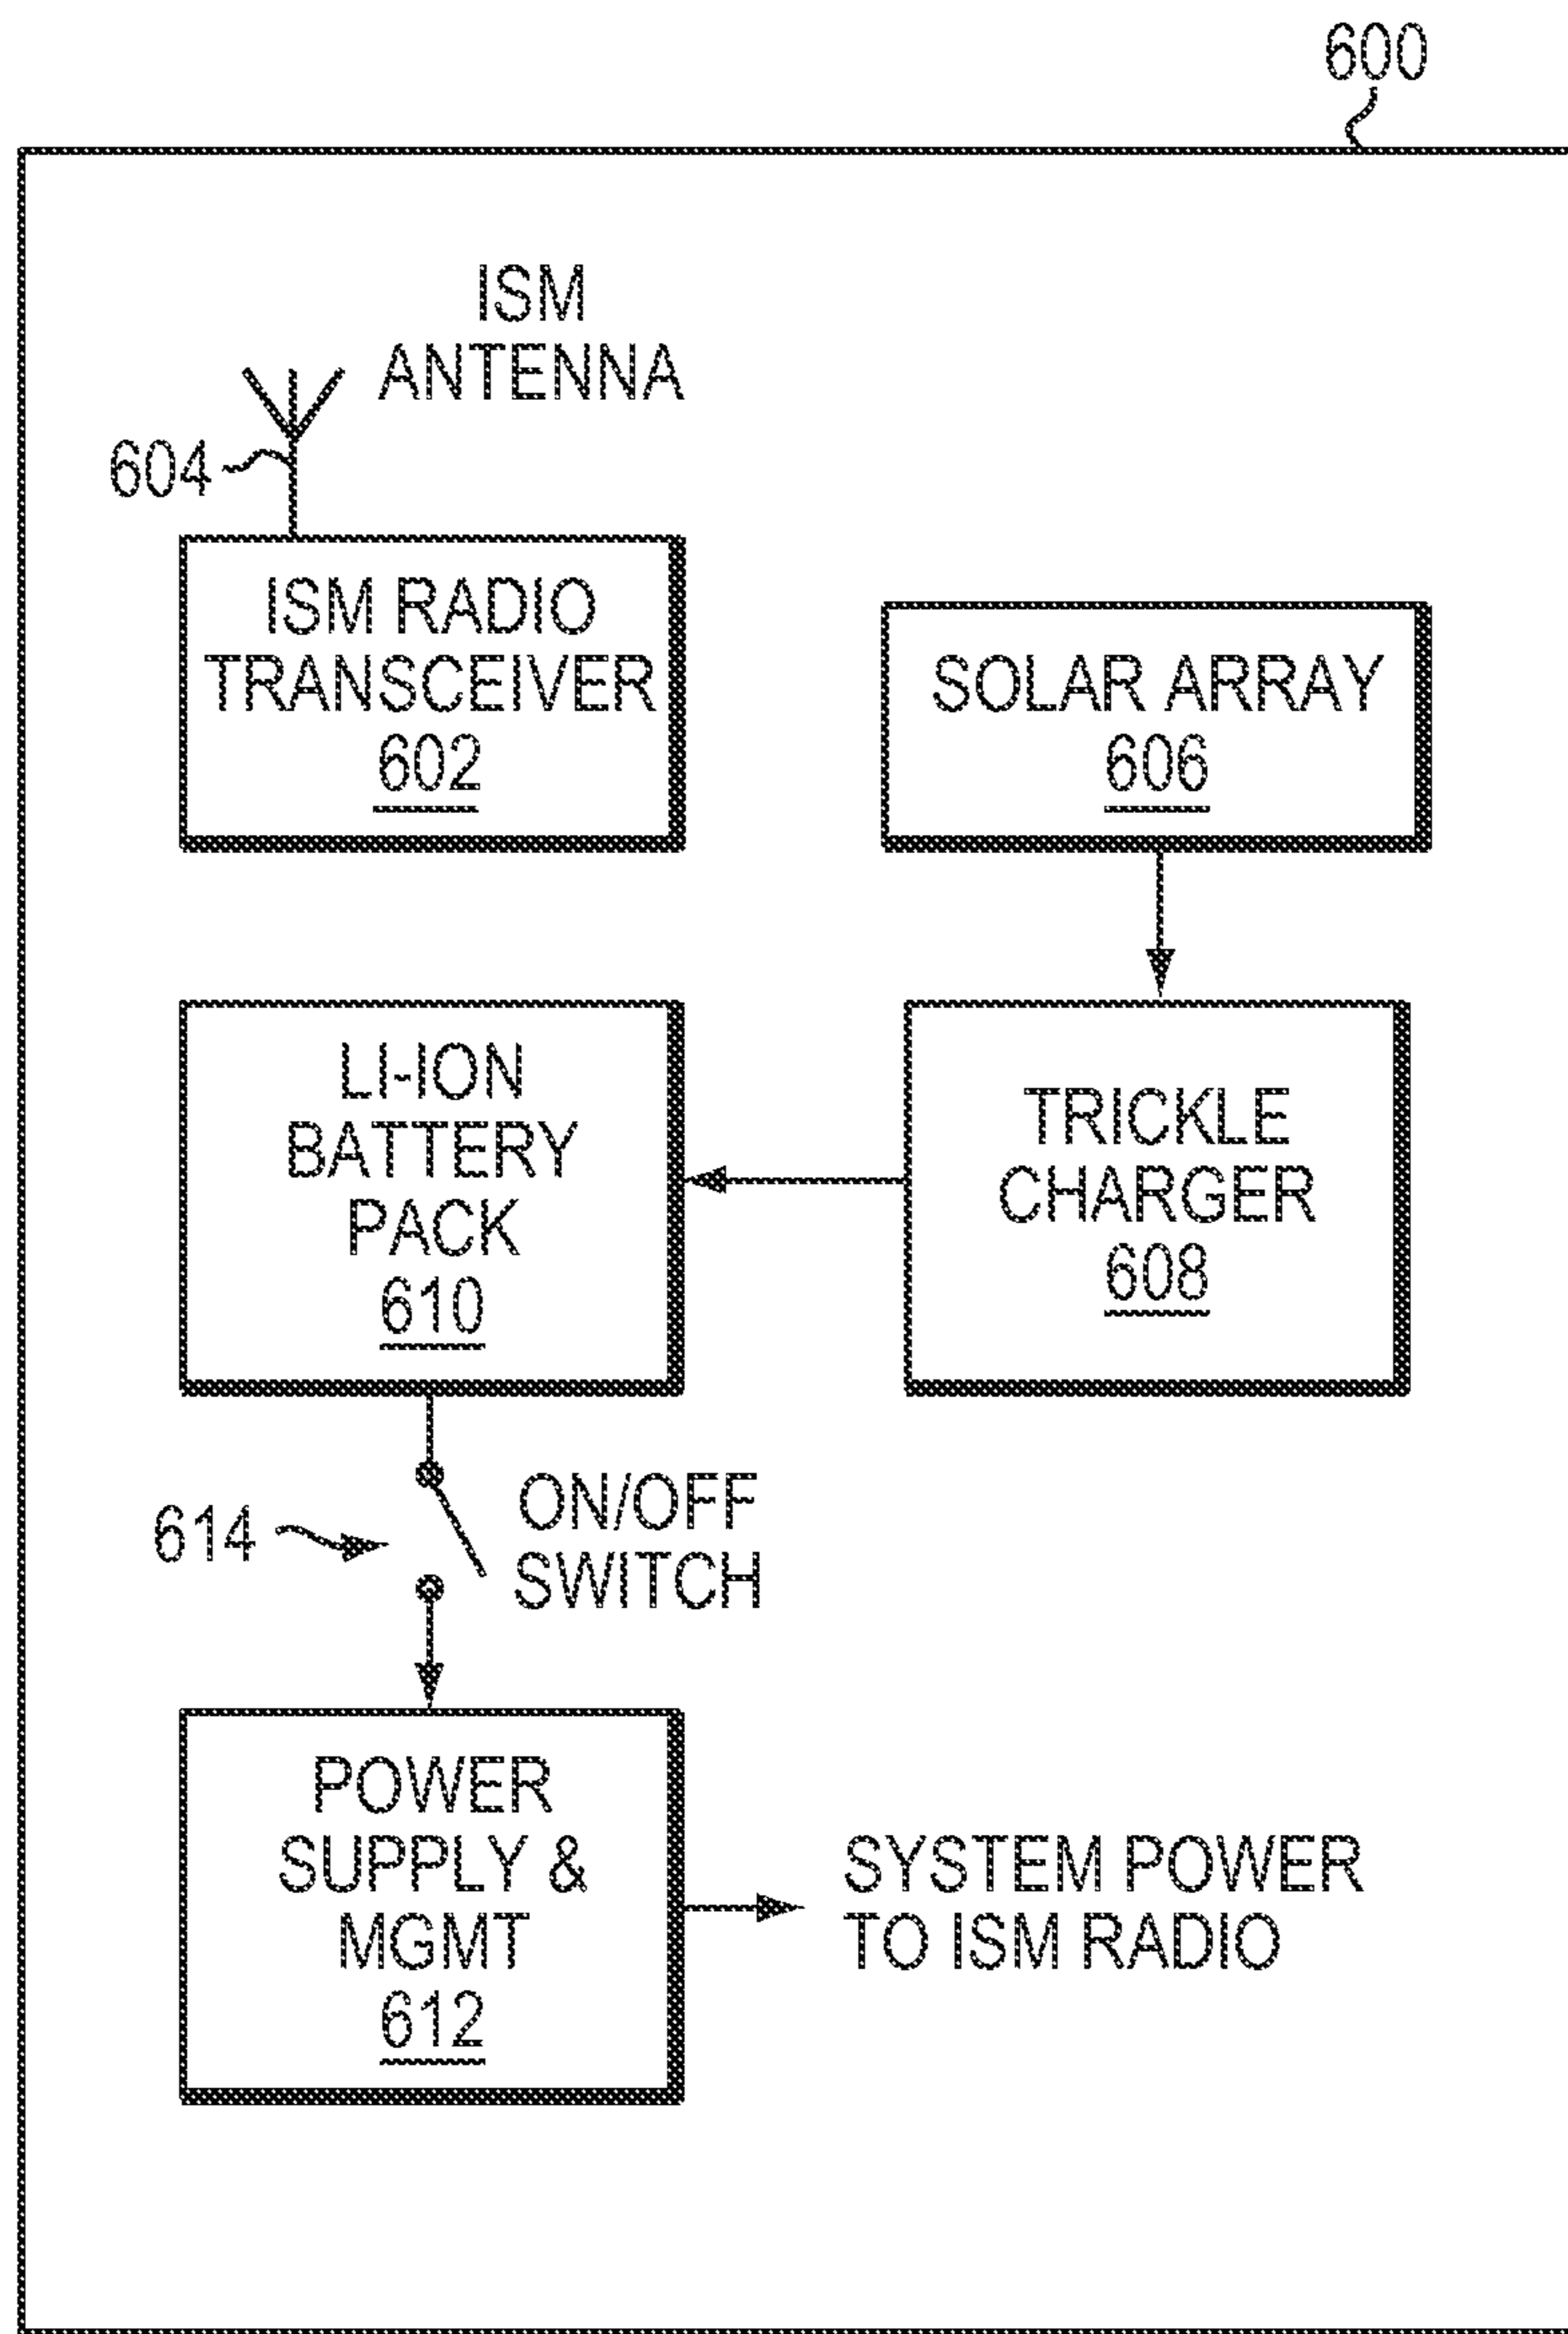 600
ISM
ANTENNA
604
ISM RADIO
TRANSCEIVER
602
SOLAR ARRAY
606
LI-ION
BATTERY
PACK
610
TRICKLE
CHARGER
608
614
ON/OFF
SWITCH
POWER
SUPPLY &
MGMT
612
SYSTEM POWER
TO ISM RADIO